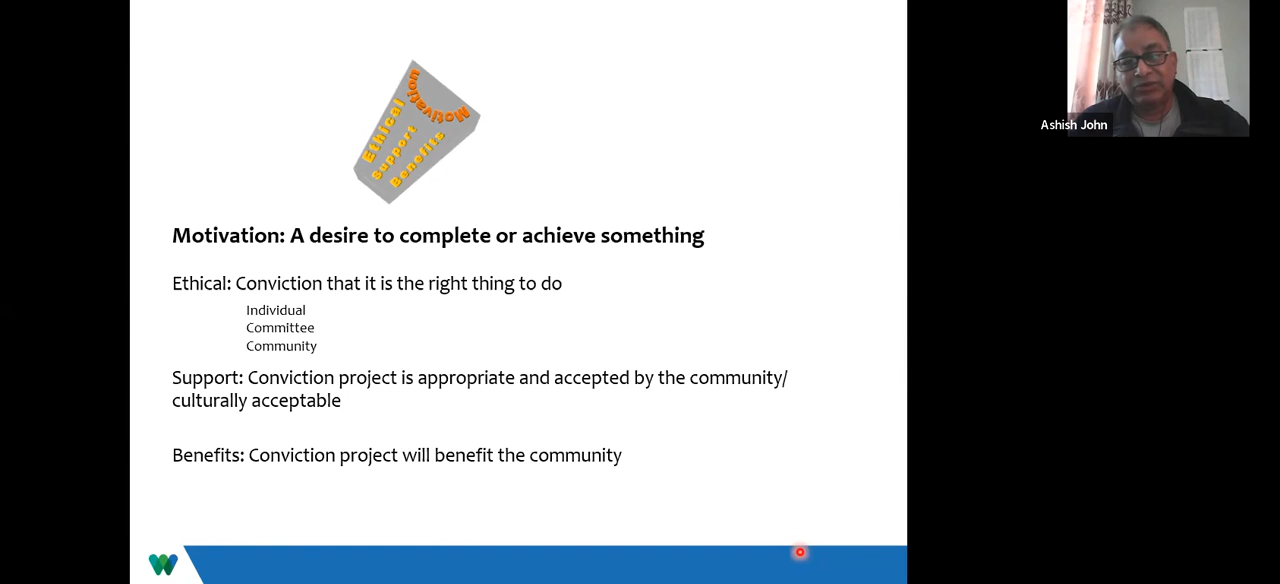 Motivation
Ethical
Support
Benefits
Ashish John
Motivation: A desire to complete or achieve something
Ethical: Conviction that it is the right thing to do
Individual
Committee
Community
Support: Conviction project is appropriate and accepted by the community/
culturally acceptable
Benefits: Conviction project will benefit the community